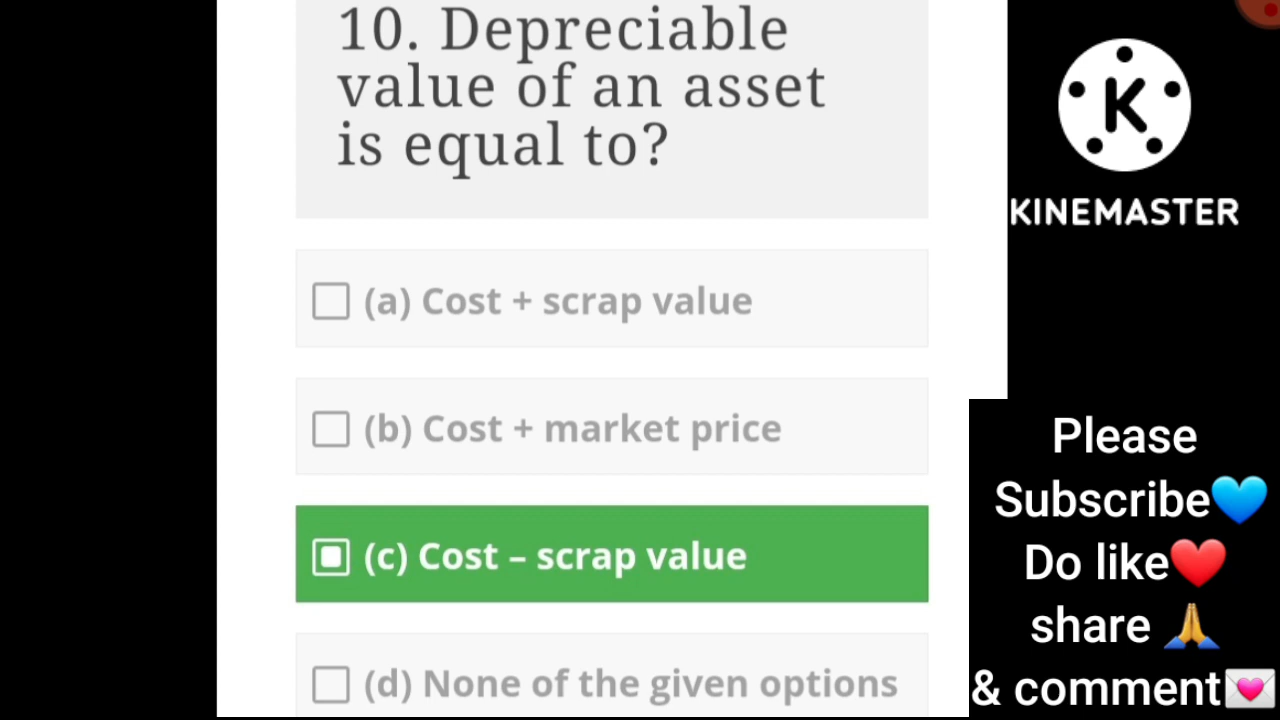 10. Depreciable
value of an asset
is equal to?
(a) Cost + scrap value
(b) Cost + market price
(c) Cost – scrap value
(d) None of the given options
K
KINEMASTER
Please
Subscribe💙
Do like❤️
share 🙏
& comment💌